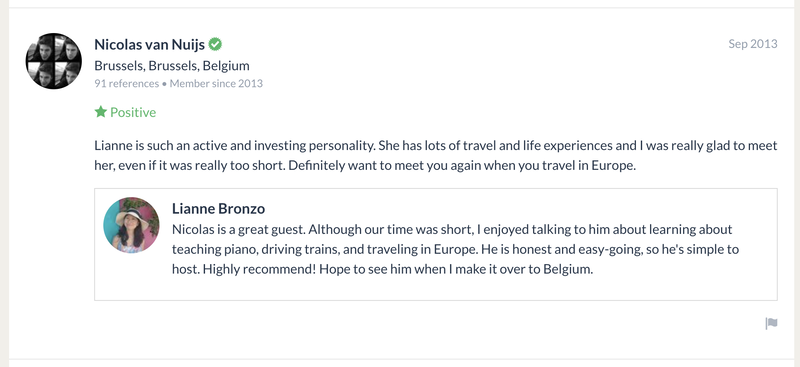 Nicolas van Nuijs
Sep 2013
Brussels, Brussels, Belgium
91 references • Member since 2013
Positive
Lianne is such an active and investing personality. She has lots of travel and life experiences and I was really glad to meet
her, even if it was really too short. Definitely want to meet you again when you travel in Europe.
Lianne Bronzo
Nicolas is a great guest. Although our time was short, I enjoyed talking to him about learning about
teaching piano, driving trains, and traveling in Europe. He is honest and easy-going, so he's simple to
host. Highly recommend! Hope to see him when I make it over to Belgium.